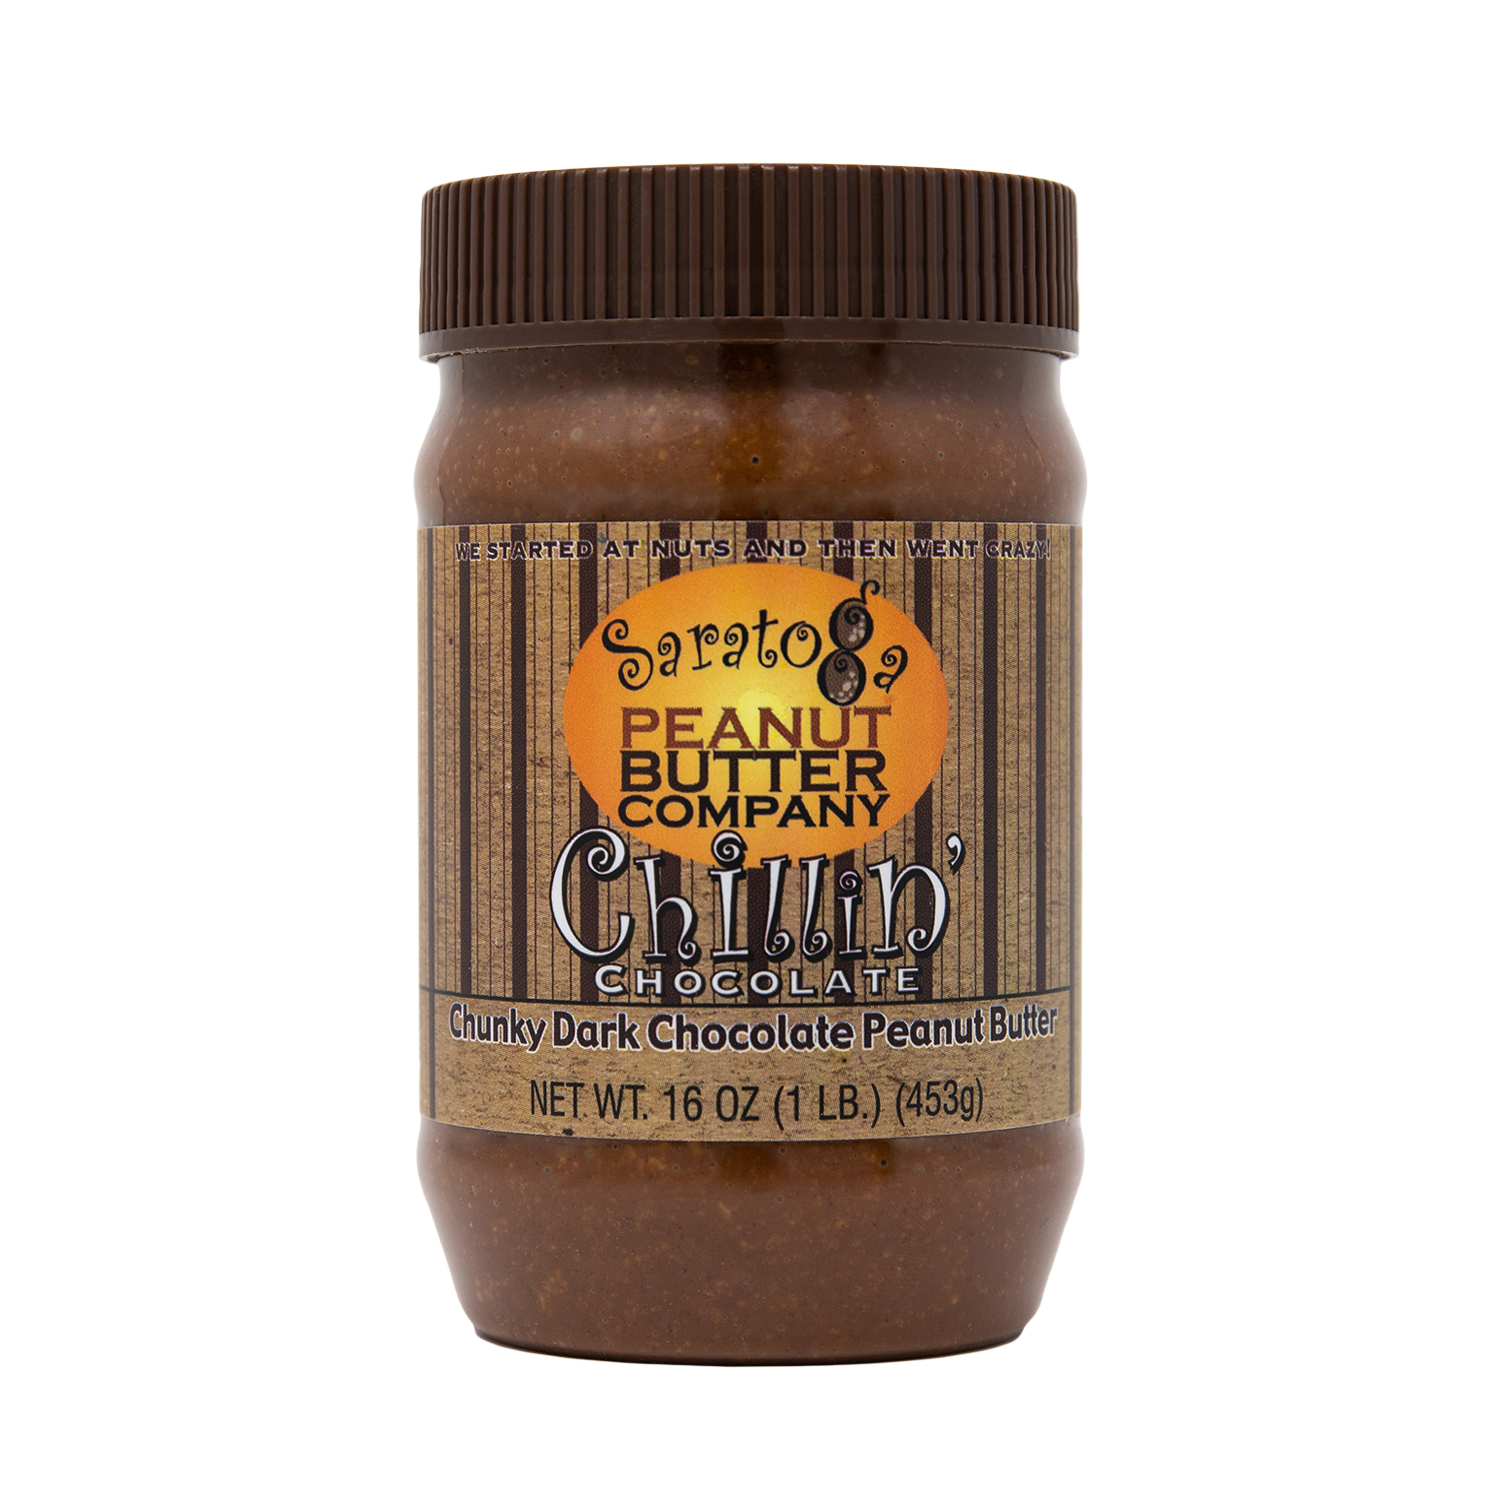 WE STARTED AT NUTS AND THEN WENT CRAZY!
Saratoga
PEANUT
BUTTER
COMPANY
Chillin'
CHOCOLATE
Chunky Dark Chocolate Peanut Butter
NET. WT. 16 OZ (1 LB.) (453g)